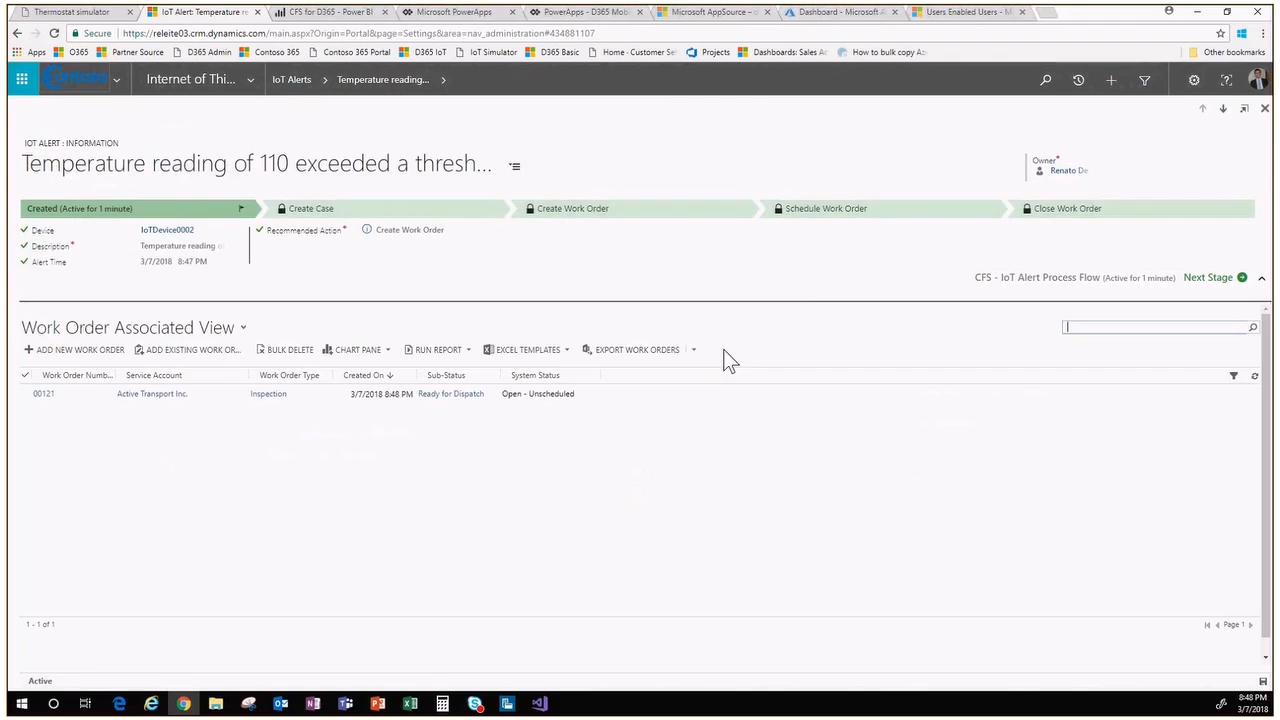 Thermostat simulator × IoT Alert: Temperature re × CFS for D365 - Power BI × Microsoft PowerApps × PowerApps - D365 Mobi × Microsoft AppSource – × Dashboard - Microsoft A × Users Enabled Users - M ×
Secure https://releite03.crm.dynamics.com/main.aspx?Origin=Portal&page=Settings&area=nav_administration#434881107
Apps O365 Partner Source D365 Admin Contoso 365 Contoso 365 Portal D365 IoT IoT Simulator D365 Basic Home - Customer Se Projects Dashboards: Sales Ac How to bulk copy Az Other bookmarks
Contoso Internet of Thi... IoT Alerts Temperature reading...
IOT ALERT : INFORMATION
Temperature reading of 110 exceeded a thresh...
Owner*
Renato De
Created (Active for 1 minute) Create Case Create Work Order Schedule Work Order Close Work Order
Device IoTDevice0002 Recommended Action* Create Work Order
Description* Temperature reading o
Alert Time 3/7/2018 8:47 PM
CFS - IoT Alert Process Flow (Active for 1 minute) Next Stage
Work Order Associated View
+ ADD NEW WORK ORDER ADD EXISTING WORK OR... BULK DELETE CHART PANE RUN REPORT EXCEL TEMPLATES EXPORT WORK ORDERS
Work Order Numb... Service Account Work Order Type Created On Sub-Status System Status
00121 Active Transport Inc. Inspection 3/7/2018 8:48 PM Ready for Dispatch Open - Unscheduled
1 - 1 of 1 Page 1
Active
8:48 PM
3/7/2018